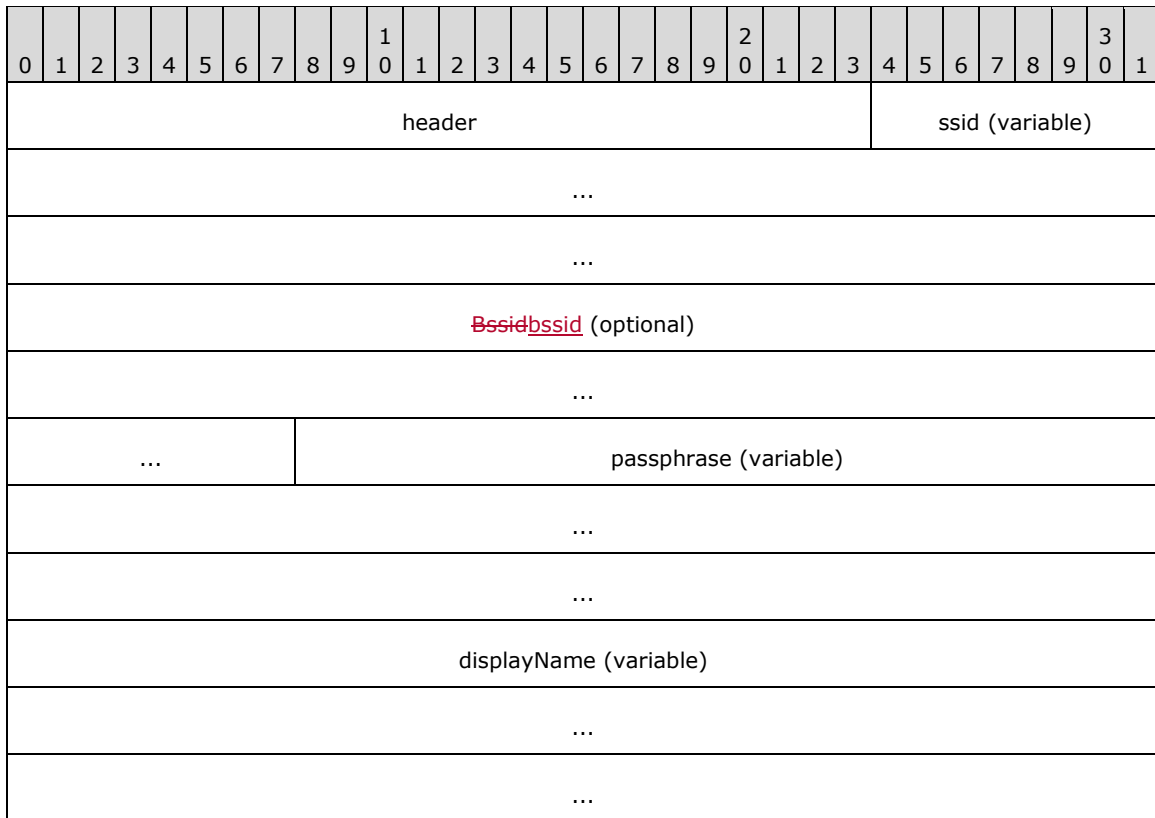 1 2 3
0 1 2 3 4 5 6 7 8 9 0 1 2 3 4 5 6 7 8 9 0 1 2 3 4 5 6 7 8 9 0 1
header ssid (variable)
...
...
Bssidbssid (optional)
...
... passphrase (variable)
...
...
displayName (variable)
...
...